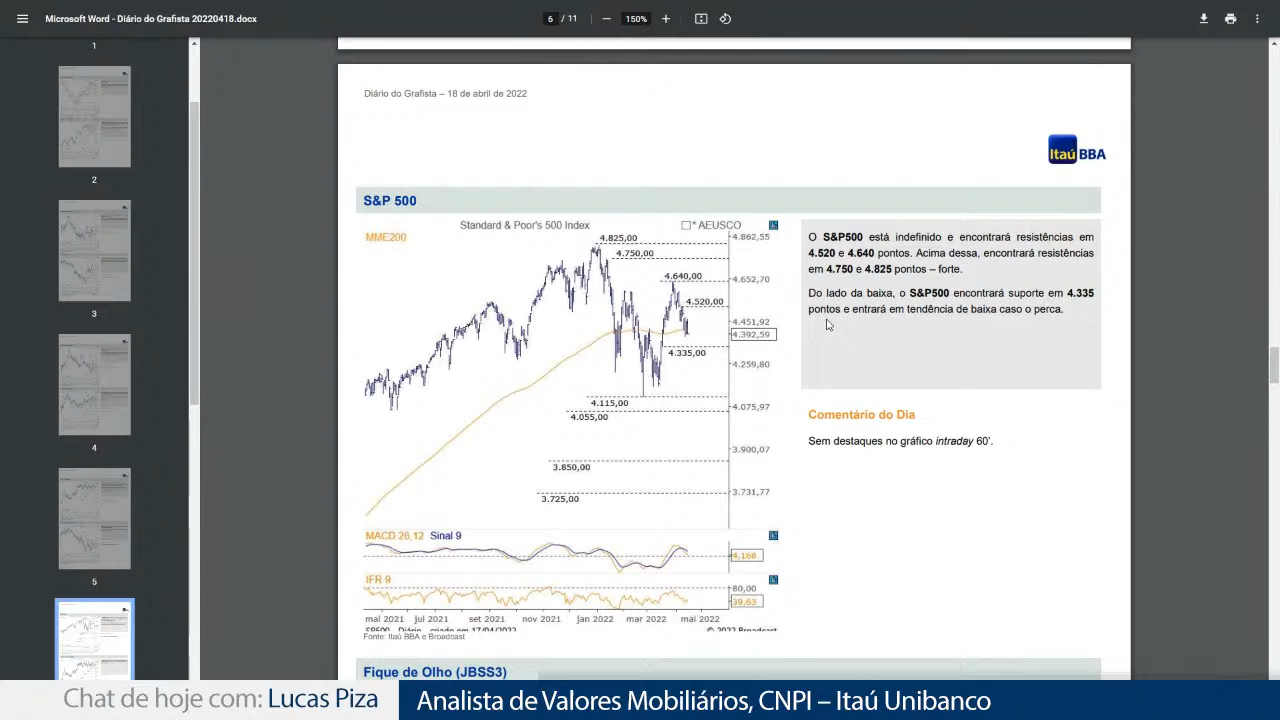 Microsoft Word - Diário do Grafista 20220418.docx
6 / 11
150%
1
2
3
4
5
Diário do Grafista – 18 de abril de 2022
Itaú BBA
S&P 500
MME200
Standard & Poor's 500 Index
* AEUSCO
4.825,00
4.750,00
4.640,00
4.520,00
4.335,00
4.115,00
4.055,00
3.850,00
3.725,00
4.862,55
4.652,70
4.451,92
4.392,59
4.259,80
4.075,97
3.900,07
3.731,77
MACD 26,12 Sinal 9
4,168
IFR 9
80,00
39,63
mai 2021 jul 2021 set 2021 nov 2021 jan 2022 mar 2022 mai 2022
SP500 - Diário - criado em 17/04/2022
© 2022 Broadcast
Fonte: Itaú BBA e Broadcast
O S&P500 está indefinido e encontrará resistências em
4.520 e 4.640 pontos. Acima dessa, encontrará resistências
em 4.750 e 4.825 pontos – forte.
Do lado da baixa, o S&P500 encontrará suporte em 4.335
pontos e entrará em tendência de baixa caso o perca.
Comentário do Dia
Sem destaques no gráfico intraday 60'.
Fique de Olho (JBSS3)
Chat de hoje com: Lucas Piza
Analista de Valores Mobiliários, CNPI – Itaú Unibanco